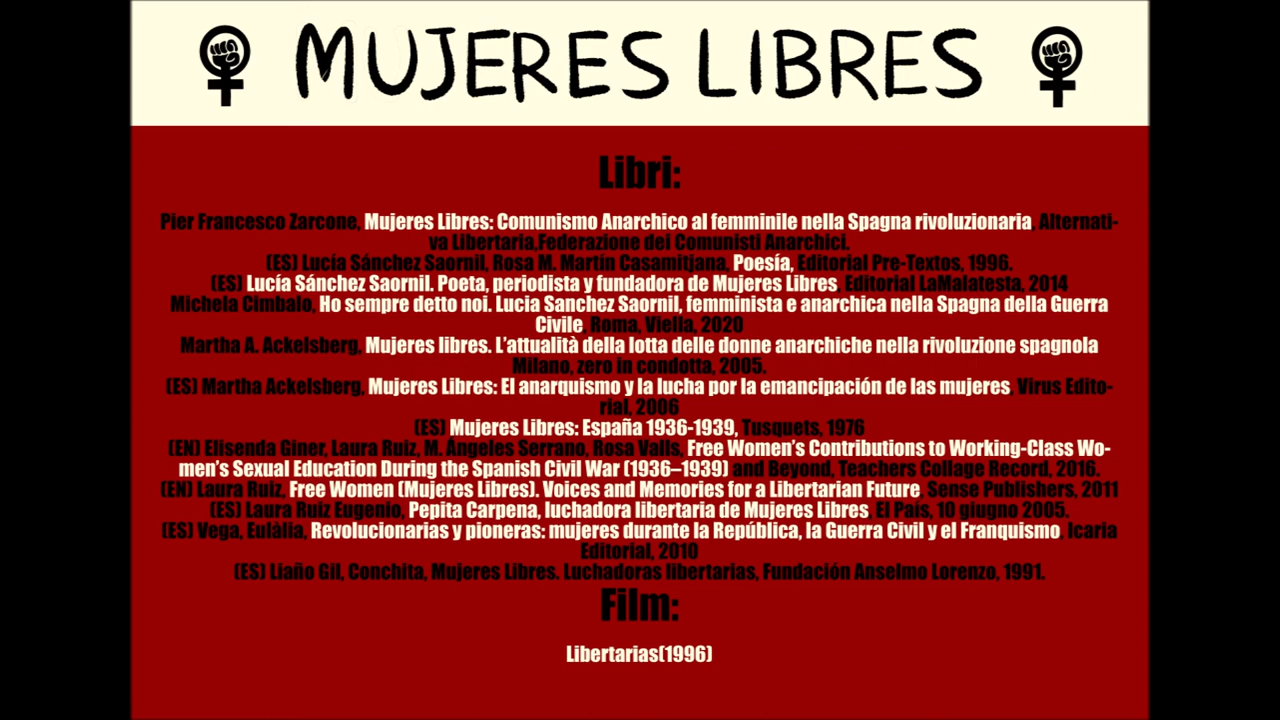 MUJERES LIBRES
Libri:
Pier Francesco Zarcone, Mujeres Libres: Comunismo Anarchico al femminile nella Spagna rivoluzionaria, Alternati-
va Libertaria,Federazione dei Comunisti Anarchici.
(ES) Lucía Sánchez Saornil, Rosa M. Martín Casamitjana, Poesía, Editorial Pre-Textos, 1996.
(ES) Lucía Sánchez Saornil. Poeta, periodista y fundadora de Mujeres Libres, Editorial LaMalatesta, 2014
Michela Cimbalo, Ho sempre detto noi. Lucia Sanchez Saornil, femminista e anarchica nella Spagna della Guerra
Civile, Roma, Viella, 2020
Martha A. Ackelsberg, Mujeres libres. L'attualità della lotta delle donne anarchiche nella rivoluzione spagnola
Milano, zero in condotta, 2005.
(ES) Martha Ackelsberg, Mujeres Libres: El anarquismo y la lucha por la emancipación de las mujeres, Virus Edito-
rial, 2006
(ES) Mujeres Libres: España 1936-1939, Tusquets, 1976
(EN) Elisenda Giner, Laura Ruiz, M. Ángeles Serrano, Rosa Valls, Free Women's Contributions to Working-Class Wo-
men's Sexual Education During the Spanish Civil War (1936–1939) and Beyond, Teachers Collage Record, 2016.
(EN) Laura Ruiz, Free Women (Mujeres Libres). Voices and Memories for a Libertarian Future, Sense Publishers, 2011
(ES) Laura Ruiz Eugenio, Pepita Carpena, luchadora libertaria de Mujeres Libres, El País, 10 giugno 2005.
(ES) Vega, Eulàlia, Revolucionarias y pioneras: mujeres durante la República, la Guerra Civil y el Franquismo, Icaria
Editorial, 2010
(ES) Liaño Gil, Conchita, Mujeres Libres. Luchadoras libertarias, Fundación Anselmo Lorenzo, 1991.
Film:
Libertarias(1996)